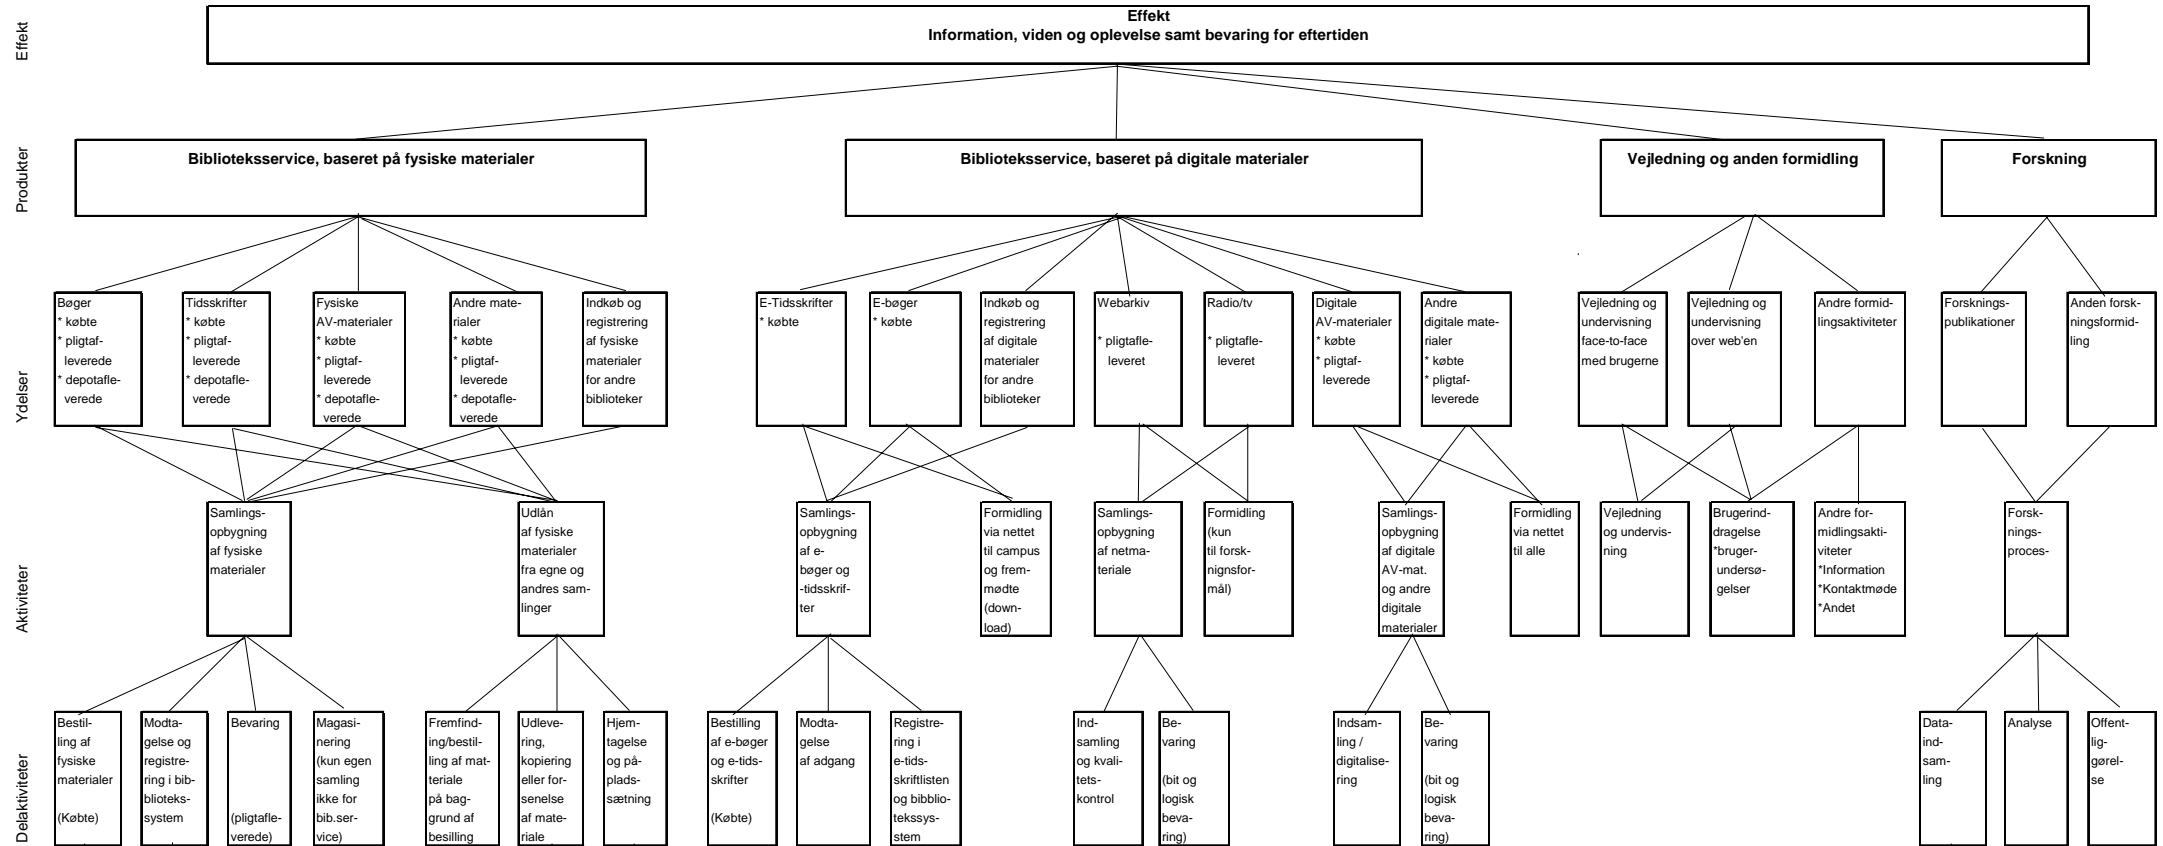 Effekt
Effekt
Information, viden og oplevelse samt bevaring for eftertiden
Produkter
Biblioteksservice, baseret på fysiske materialer
Biblioteksservice, baseret på digitale materialer
Vejledning og anden formidling
Forskning
Ydelser
Bøger
* købte
* pligtaf-
leverede
* depotafle-
verede
Tidsskrifter
* købte
* pligtaf-
leverede
* depotafle-
verede
Fysiske
AV-materialer
* købte
* pligtaf-
leverede
* depotafle-
verede
Andre mate-
rialer
* købte
* pligtaf-
leverede
* depotafle-
verede
Indkøb og
registrering
af fysiske
materialer
for andre
biblioteker
E-Tidsskrifter
* købte
E-bøger
* købte
Indkøb og
registrering
af digitale
materialer
for andre
biblioteker
Webarkiv
* pligtafle-
leveret
Radio/tv
* pligtafle-
leveret
Digitale
AV-materialer
* købte
* pligtaf-
leverede
Andre
digitale mate-
rialer
* købte
* pligtaf-
leverede
Vejledning og
undervisning
face-to-face
med brugerne
Vejledning og
undervisning
over web'en
Andre formid-
lingsaktiviteter
Forsknings-
publikationer
Anden forsk-
ningsformid-
ling
Aktiviteter
Samlings-
opbygning
af fysiske
materialer
Udlån
af fysiske
materialer
fra egne og
andres sam-
linger
Samlings-
opbygning
af e-
bøger og
-tidsskrif-
ter
Formidling
via nettet
til campus
og frem-
mødte
(down-
load)
Samlings-
opbygning
af netma-
teriale
Formidling
(kun
til forsk-
nignsfor-
mål)
Samlings-
opbygning
af digitale
AV-mat.
og andre
digitale
materialer
Formidling
via nettet
til alle
Vejledning
og undervis-
ning
Brugerind-
dragelse
*bruger-
undersø-
gelser
Andre for-
midlingsakti-
viteter
*Information
*Kontaktmøde
*Andet
Forsk-
nings-
proces-
Delaktiviteter
Bestil-
ling af
fysiske
materialer
(Købte)
Modta-
gelse og
registre-
ring i bib-
blioteks-
system
Bevaring
(pligtafle-
verede)
Magasi-
nering
(kun egen
samling
ikke for
bib.ser-
vice)
Fremfind-
ing/bestil-
ling af mat-
teriale
på bag-
grund af
besilling
Udleve-
ring,
kopiering
eller for-
senelse
af mate-
riale
Hjem-
tagelse
og på-
plads-
sætning
Bestilling
af e-bøger
og e-tids-
skrifter
(Købte)
Modta-
gelse
af adgang
Registre-
ring i
e-tids-
skriftlisten
og bibblio-
tekssys-
stem
Ind-
samling
og kvali-
tets-
kontrol
Be-
varing
(bit og
logisk
beva-
ring)
Indsam-
ling /
digitalise-
ring
Be-
varing
(bit og
logisk
beva-
ring)
Data-
ind-
sam-
ling
Analyse
Offent-
lig-
gørel-
se